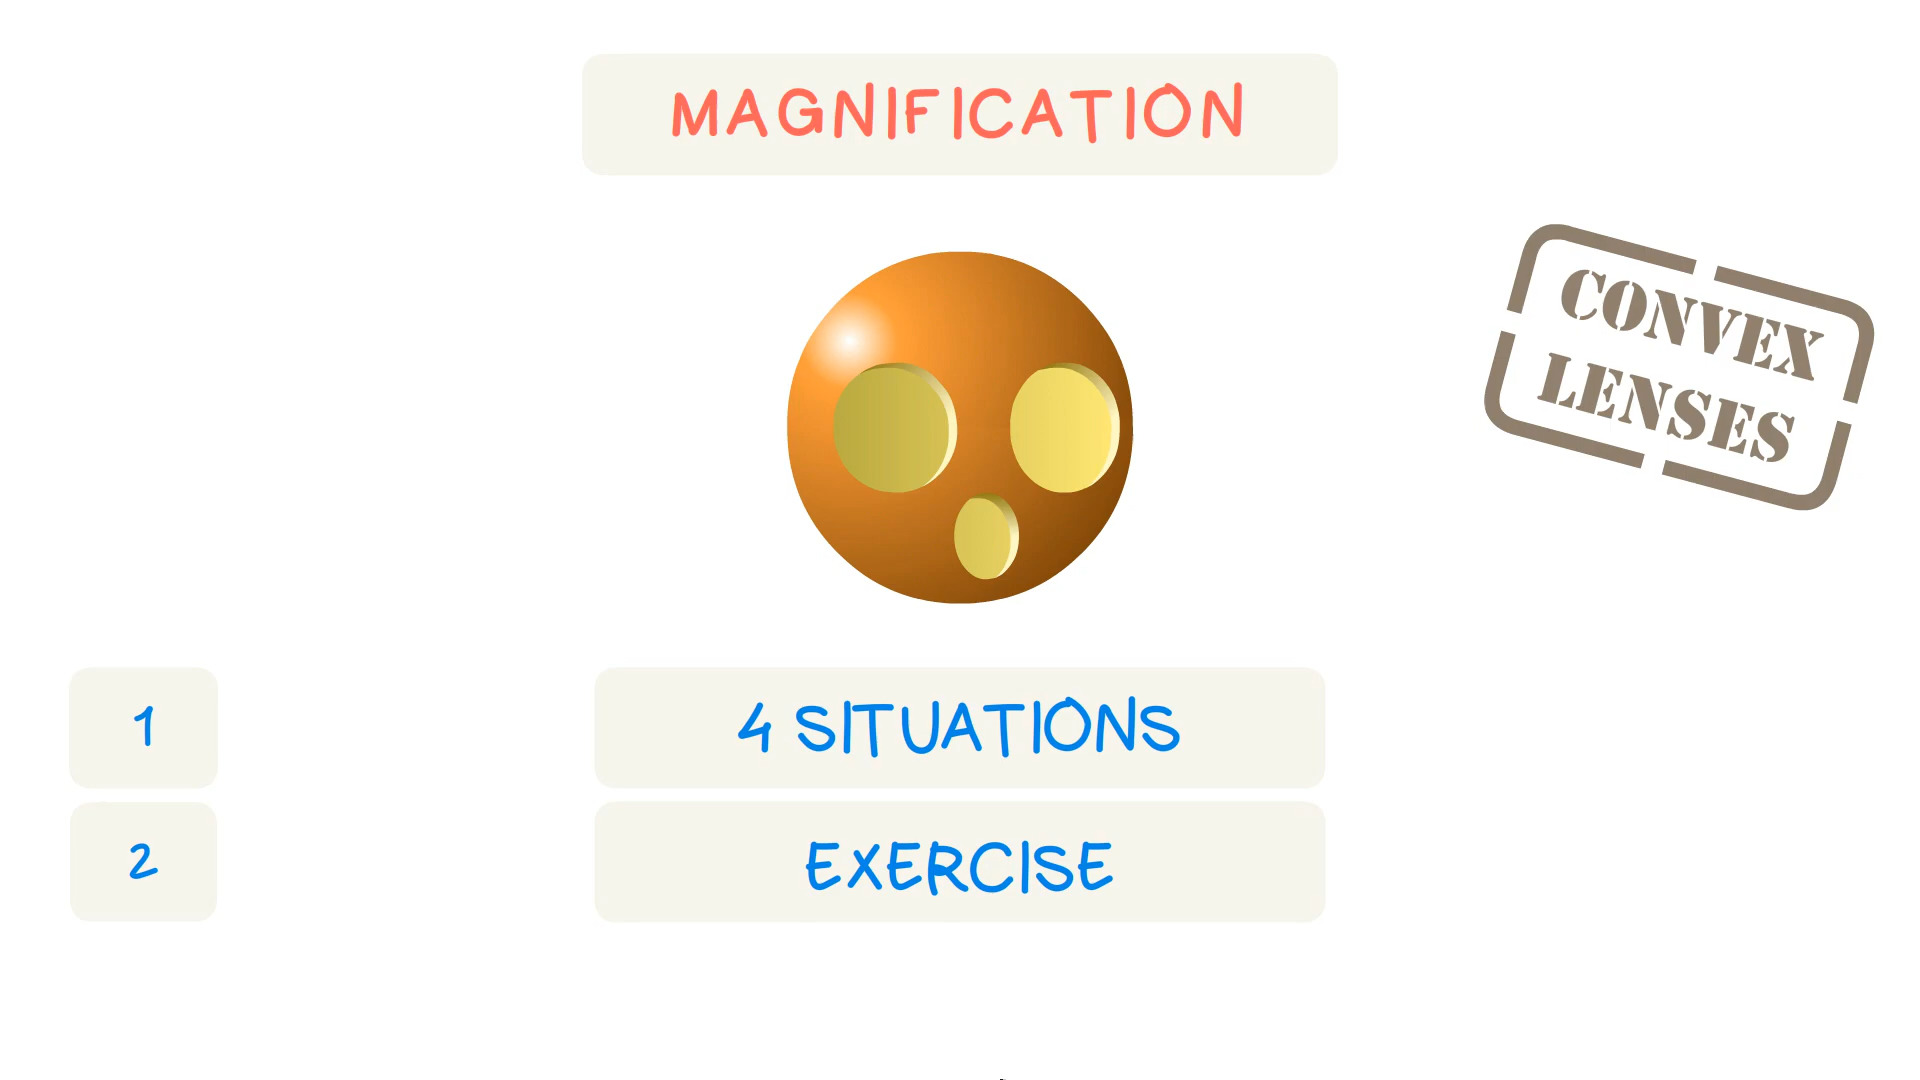 MAGNIFICATION
CONVEX
LENSES
1
4 SITUATIONS
2
EXERCISE